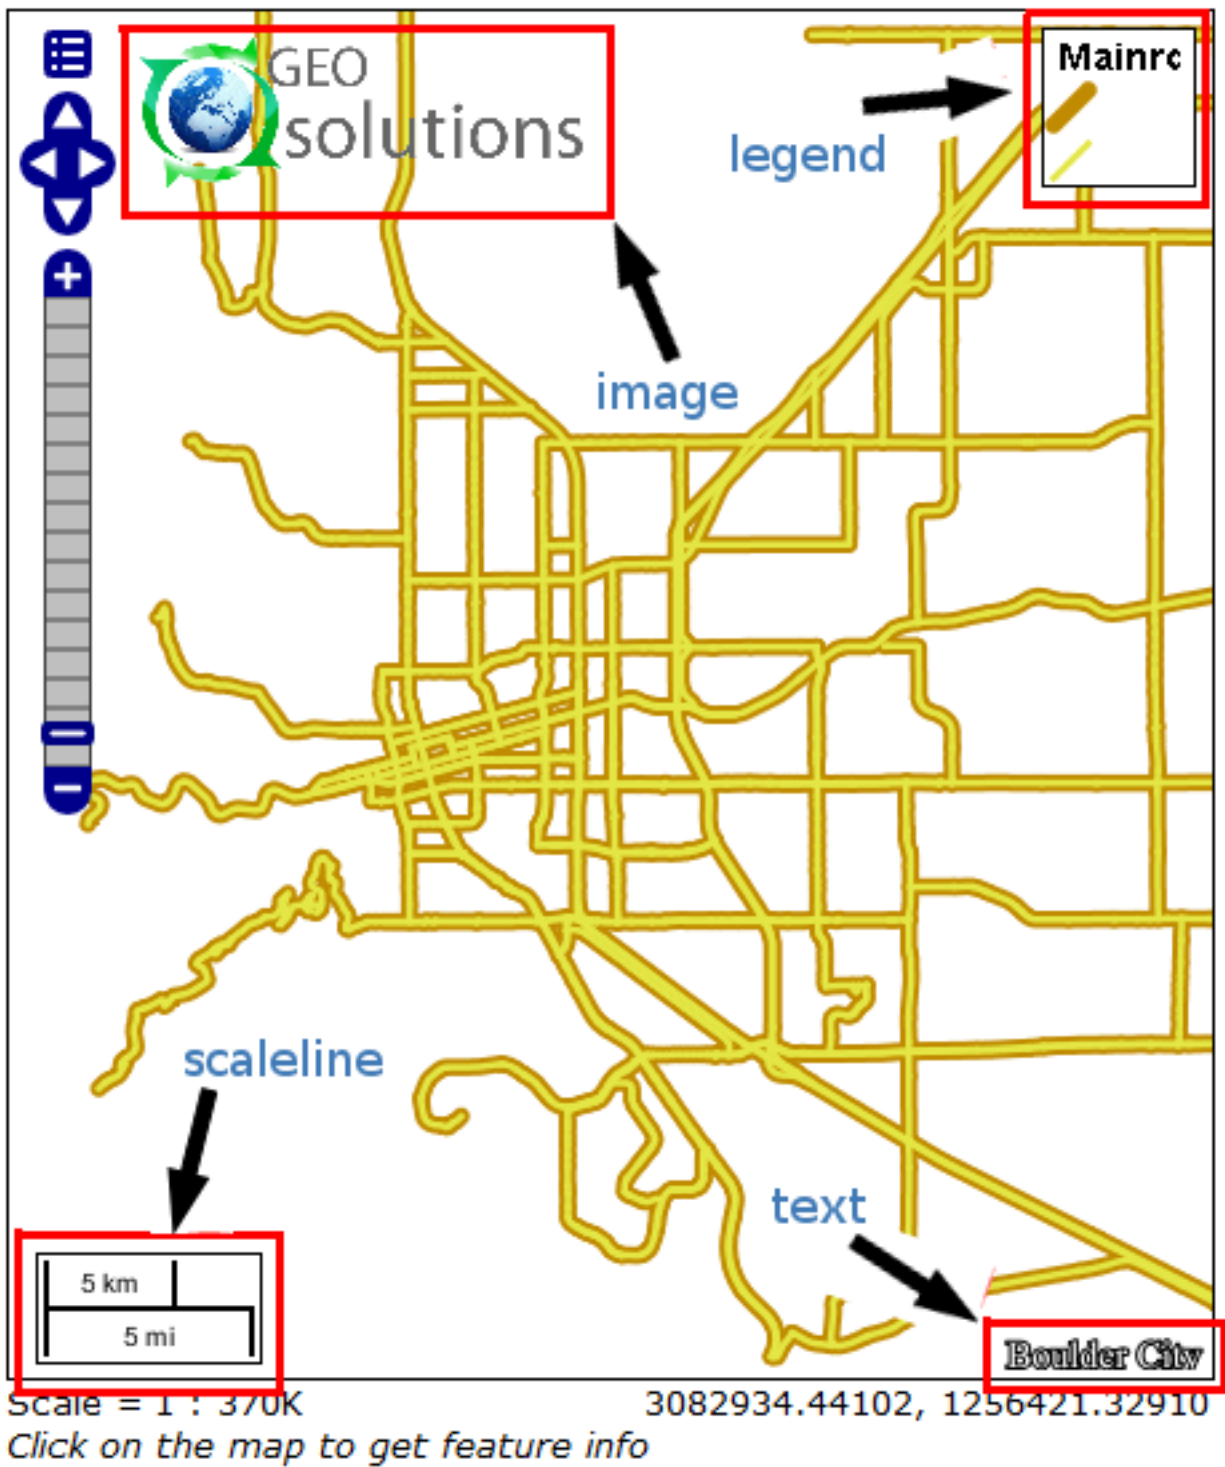 GEO
solutions
Mainrc
legend
image
scaleline
5 km
5 mi
text
Boulder City
Scale = 1 : 370K
3082934.44102, 1256421.32910
Click on the map to get feature info